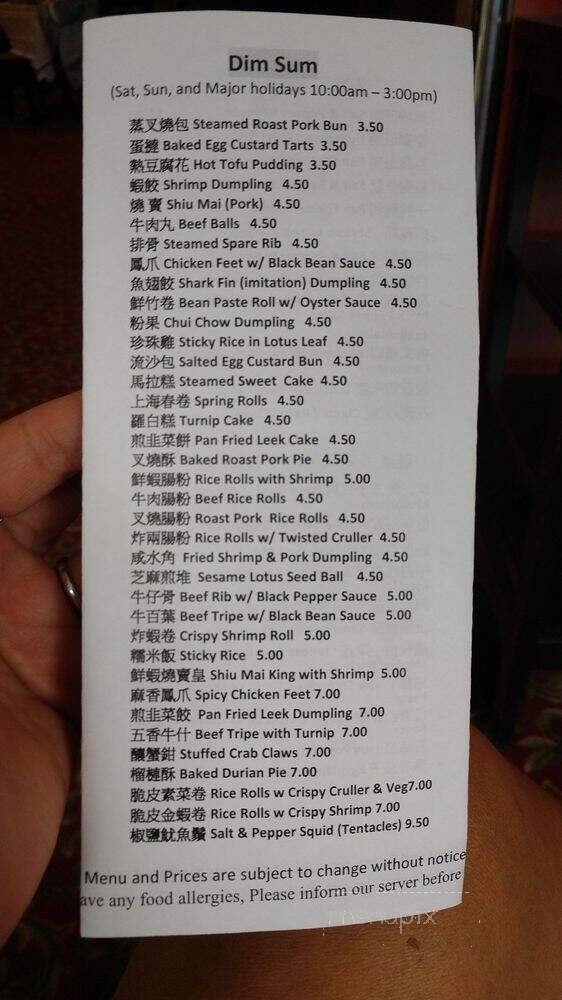 Dim Sum
(Sat, Sun, and Major holidays 10:00am – 3:00pm)
蒸叉燒包 Steamed Roast Pork Bun 3.50
蛋撻 Baked Egg Custard Tarts 3.50
熱豆腐花 Hot Tofu Pudding 3.50
蝦餃 Shrimp Dumpling 4.50
燒 賣 Shiu Mai (Pork) 4.50
牛肉丸 Beef Balls 4.50
排骨 Steamed Spare Rib 4.50
鳳爪 Chicken Feet w/ Black Bean Sauce 4.50
魚翅餃 Shark Fin (imitation) Dumpling 4.50
鮮竹卷 Bean Paste Roll w/ Oyster Sauce 4.50
粉果 Chui Chow Dumpling 4.50
珍珠雞 Sticky Rice in Lotus Leaf 4.50
流沙包 Salted Egg Custard Bun 4.50
馬拉糕 Steamed Sweet Cake 4.50
上海春卷 Spring Rolls 4.50
羅白糕 Turnip Cake 4.50
煎韭菜餅 Pan Fried Leek Cake 4.50
叉燒酥 Baked Roast Pork Pie 4.50
鮮蝦腸粉 Rice Rolls with Shrimp 5.00
牛肉腸粉 Beef Rice Rolls 4.50
叉燒腸粉 Roast Pork Rice Rolls 4.50
炸兩腸粉 Rice Rolls w/ Twisted Cruller 4.50
咸水角 Fried Shrimp & Pork Dumpling 4.50
芝麻煎堆 Sesame Lotus Seed Ball 4.50
牛仔骨 Beef Rib w/ Black Pepper Sauce 5.00
牛百葉 Beef Tripe w/ Black Bean Sauce 5.00
炸蝦卷 Crispy Shrimp Roll 5.00
糯米飯 Sticky Rice 5.00
鮮蝦燒賣皇 Shiu Mai King with Shrimp 5.00
麻香鳳爪 Spicy Chicken Feet 7.00
煎韭菜餃 Pan Fried Leek Dumpling 7.00
五香牛什 Beef Tripe with Turnip 7.00
釀蟹鉗 Stuffed Crab Claws 7.00
榴槤酥 Baked Durian Pie 7.00
脆皮素菜卷 Rice Rolls w Crispy Cruller & Veg7.00
脆皮金蝦卷 Rice Rolls w Crispy Shrimp 7.00
椒鹽魷魚鬚 Salt & Pepper Squid (Tentacles) 9.50
Menu and Prices are subject to change without notice
ave any food allergies, Please inform our server before
menupix